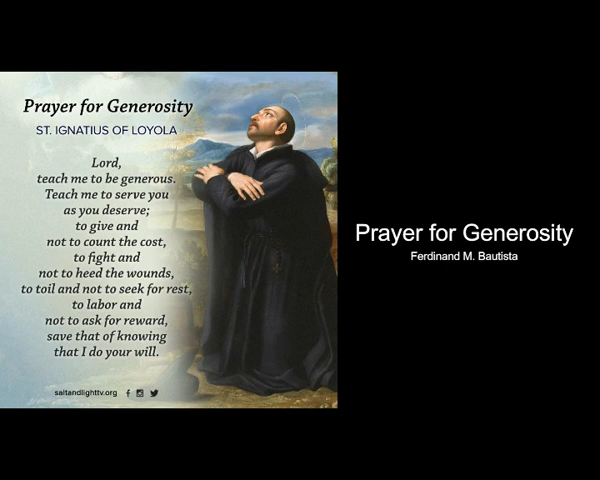 Prayer for Generosity
ST. IGNATIUS OF LOYOLA
Lord,
teach me to be generous.
Teach me to serve you
as you deserve;
to give and
not to count the cost,
to fight and
not to heed the wounds,
to toil and not to seek for rest,
to labor and
not to ask for reward,
save that of knowing
that I do your will.
saltandlighttv.org
Prayer for Generosity
Ferdinand M. Bautista